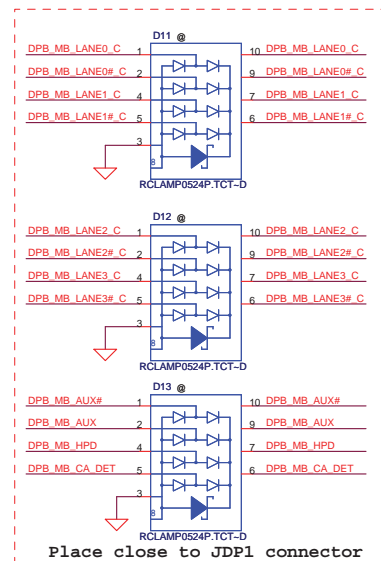 D11 @
DPB_MB_LANE0_C 1 10 DPB_MB_LANE0_C
DPB_MB_LANE0#_C 2 9 DPB_MB_LANE0#_C
DPB_MB_LANE1_C 4 7 DPB_MB_LANE1_C
DPB_MB_LANE1#_C 5 6 DPB_MB_LANE1#_C
3
8
RCLAMP0524P.TCT~D
D12 @
DPB_MB_LANE2_C 1 10 DPB_MB_LANE2_C
DPB_MB_LANE2#_C 2 9 DPB_MB_LANE2#_C
DPB_MB_LANE3_C 4 7 DPB_MB_LANE3_C
DPB_MB_LANE3#_C 5 6 DPB_MB_LANE3#_C
3
8
RCLAMP0524P.TCT~D
D13 @
DPB_MB_AUX# 1 10 DPB_MB_AUX#
DPB_MB_AUX 2 9 DPB_MB_AUX
DPB_MB_HPD 4 7 DPB_MB_HPD
DPB_MB_CA_DET 5 6 DPB_MB_CA_DET
3
8
RCLAMP0524P.TCT~D
Place close to JDP1 connector